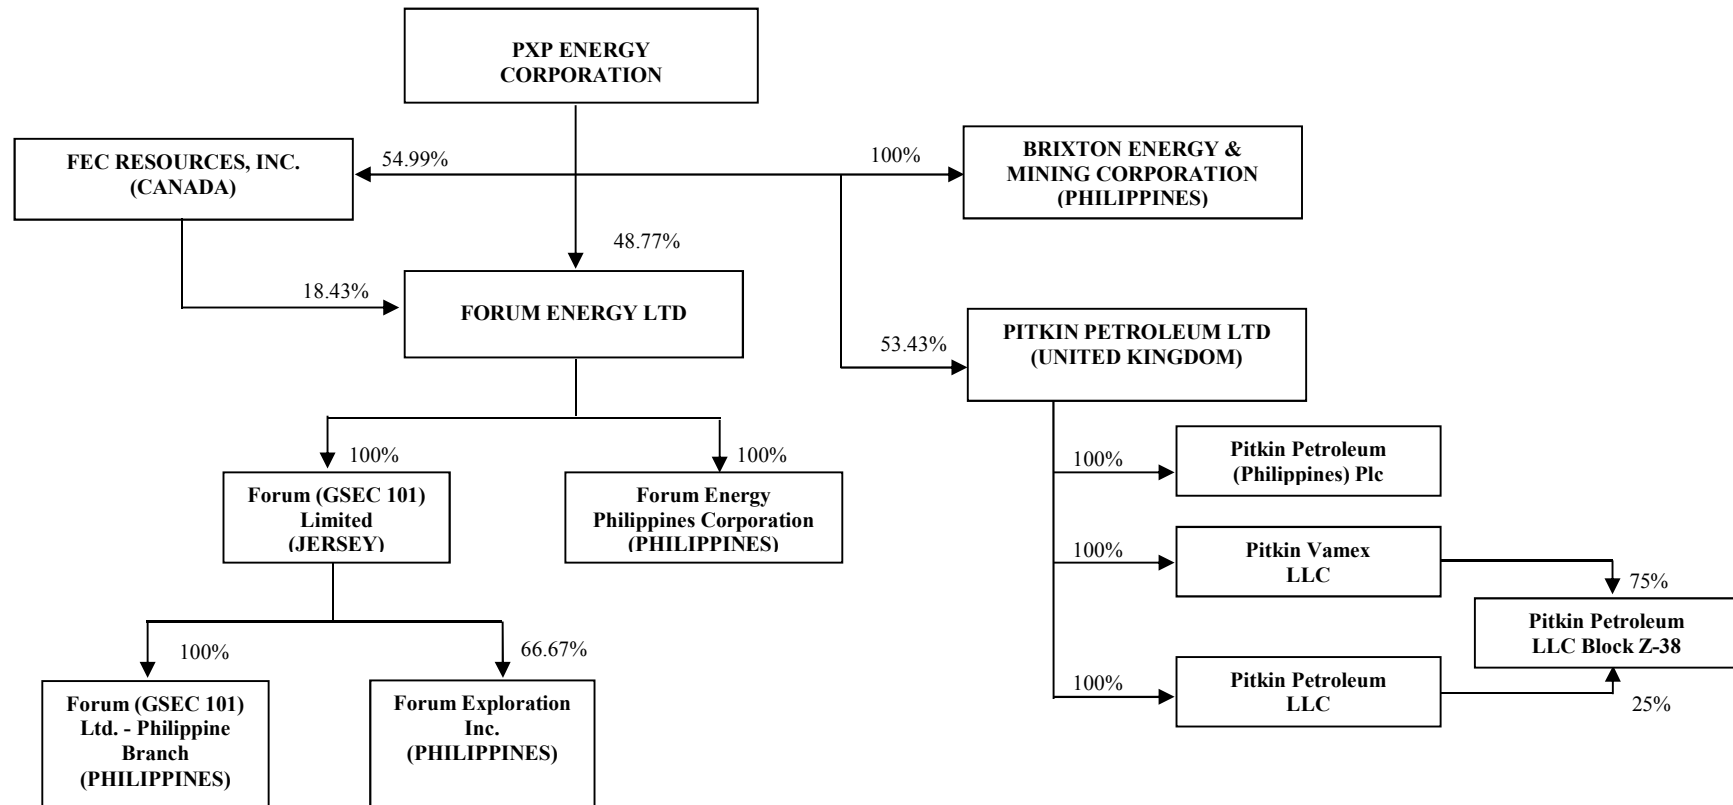 PXP ENERGY
CORPORATION
FEC RESOURCES, INC.
(CANADA)
54.99%
100%
BRIXTON ENERGY &
MINING CORPORATION
(PHILIPPINES)
48.77%
18.43%
FORUM ENERGY LTD
53.43%
PITKIN PETROLEUM LTD
(UNITED KINGDOM)
100%
Forum (GSEC 101)
Limited
(JERSEY)
100%
Forum Energy
Philippines Corporation
(PHILIPPINES)
100%
Pitkin Petroleum
(Philippines) Plc
100%
Pitkin Vamex
LLC
75%
Pitkin Petroleum
LLC Block Z-38
100%
Pitkin Petroleum
LLC
25%
100%
Forum (GSEC 101)
Ltd. - Philippine
Branch
(PHILIPPINES)
66.67%
Forum Exploration
Inc.
(PHILIPPINES)